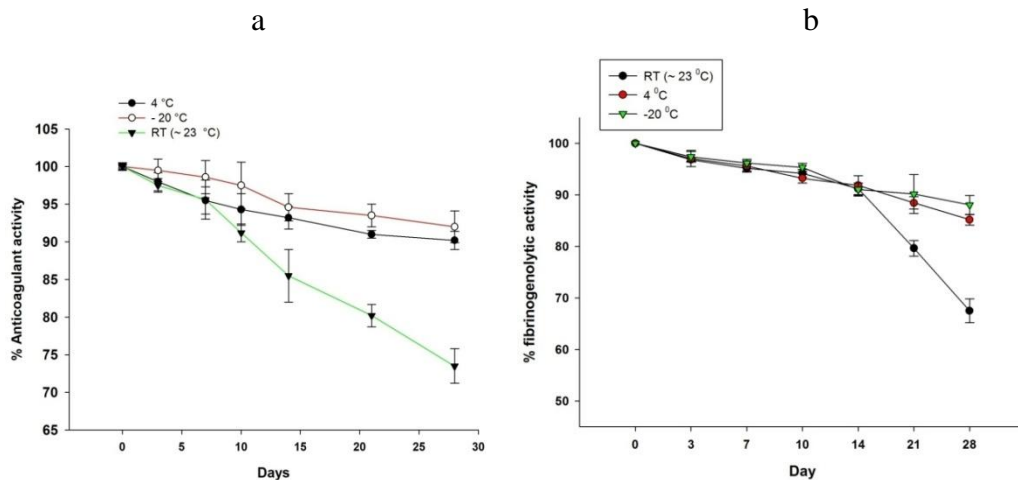 a
4 °C
- 20 °C
RT (~ 23 °C)
% Anticoagulant activity
105
100
95
90
85
80
75
70
65
0 5 10 15 20 25 30
Days
b
RT (~ 23 ⁰C)
4 ⁰C
-20 ⁰C
% fibrinogenolytic activity
100
90
80
70
60
50
0 3 7 10 14 21 28
Day